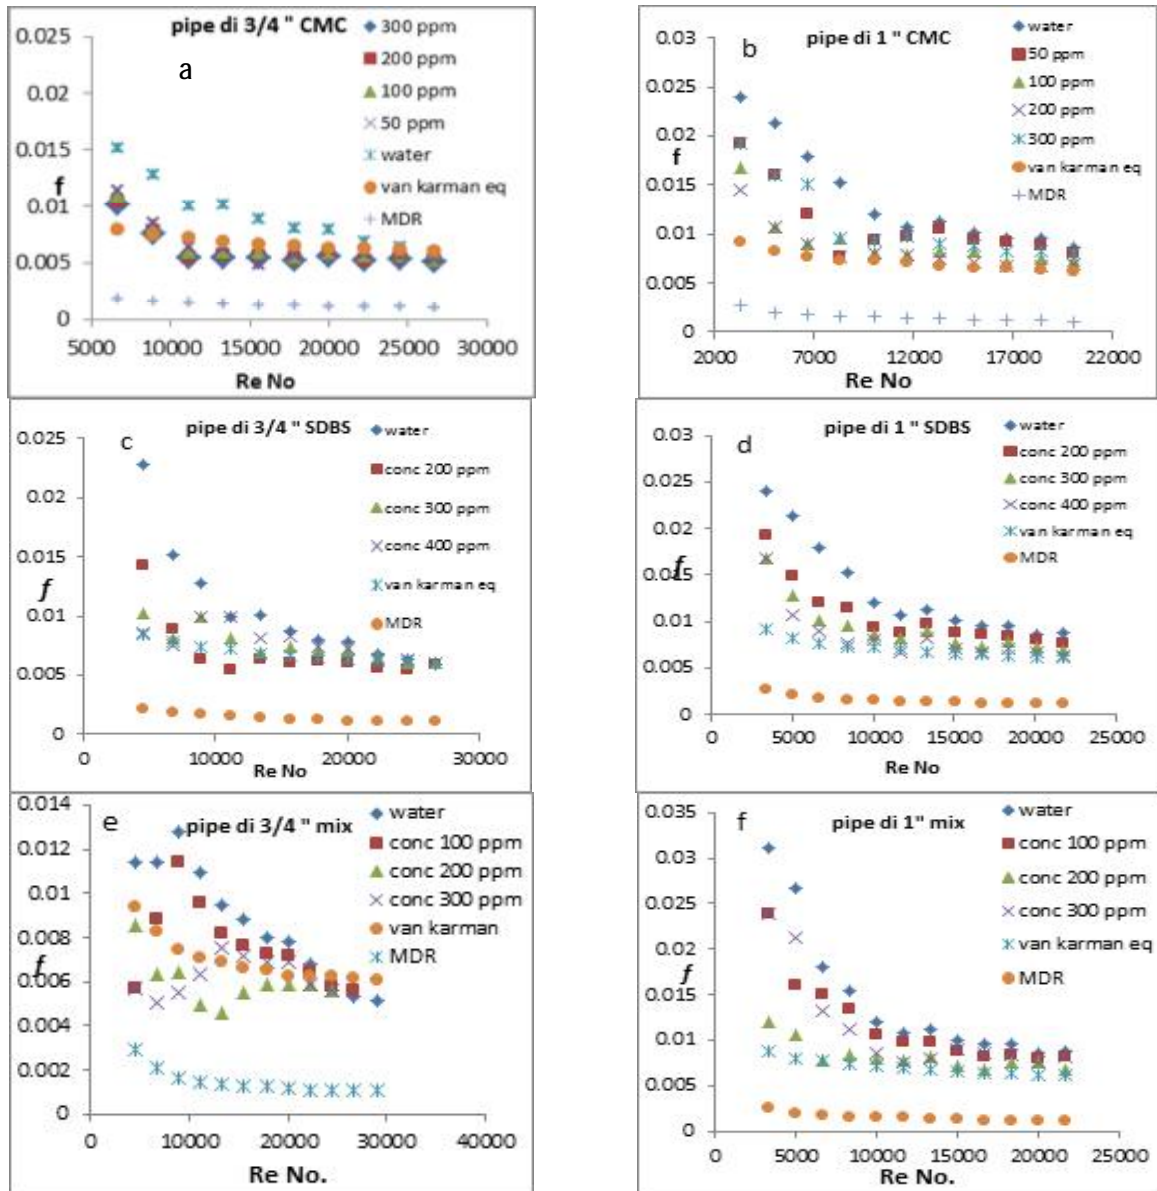 pipe di 3/4 " CMC
a
300 ppm
200 ppm
100 ppm
50 ppm
water
van karman eq
MDR
0.025
0.02
0.015
0.01
0.005
0
f
5000 10000 15000 20000 25000 30000
Re No
b
pipe di 1 " CMC
water
50 ppm
100 ppm
200 ppm
300 ppm
van karman eq
MDR
0.03
0.025
0.02
0.015
0.01
0.005
0
f
2000 7000 12000 17000 22000
Re No
c
pipe di 3/4 " SDBS
water
conc 200 ppm
conc 300 ppm
conc 400 ppm
van karman eq
MDR
0.025
0.02
0.015
0.01
0.005
0
f
0 10000 20000 30000
Re No
d
pipe di 1 " SDBS
water
conc 200 ppm
conc 300 ppm
conc 400 ppm
van karman eq
MDR
0.03
0.025
0.02
0.015
0.01
0.005
0
f
0 5000 10000 15000 20000 25000
Re No
e
pipe di 3/4 " mix
water
conc 100 ppm
conc 200 ppm
conc 300 ppm
van karman
MDR
0.014
0.012
0.01
0.008
0.006
0.004
0.002
0
f
0 10000 20000 30000 40000
Re No.
f
pipe di 1" mix
water
conc 100 ppm
conc 200 ppm
conc 300 ppm
van karman eq
MDR
0.035
0.03
0.025
0.02
0.015
0.01
0.005
0
f
0 5000 10000 15000 20000 25000
Re No.